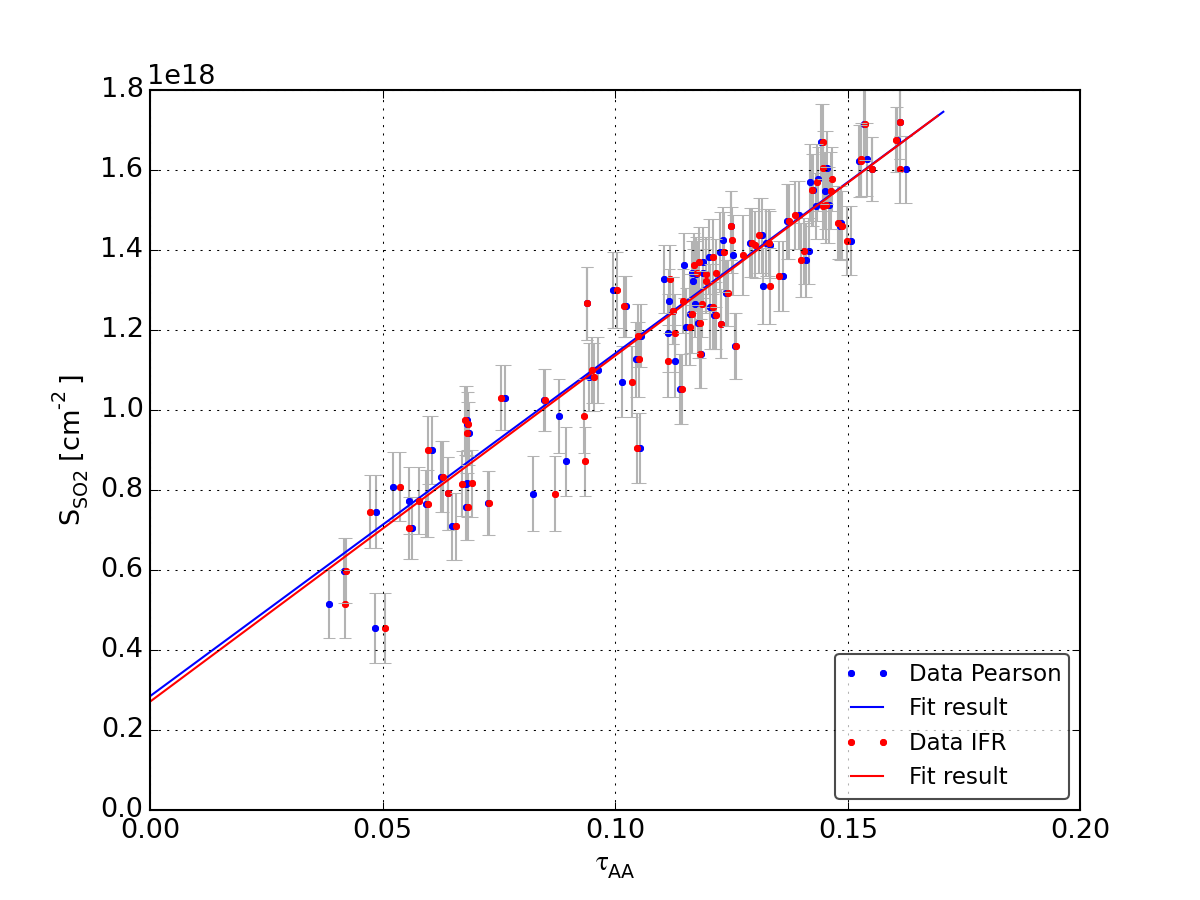 1e18
1.8
1.6
1.4
1.2
1.0
0.8
0.6
0.4
0.2
0.0
S_SO2 [cm^-2 ]
0.00 0.05 0.10 0.15 0.20
τ_AA
Data Pearson
Fit result
Data IFR
Fit result